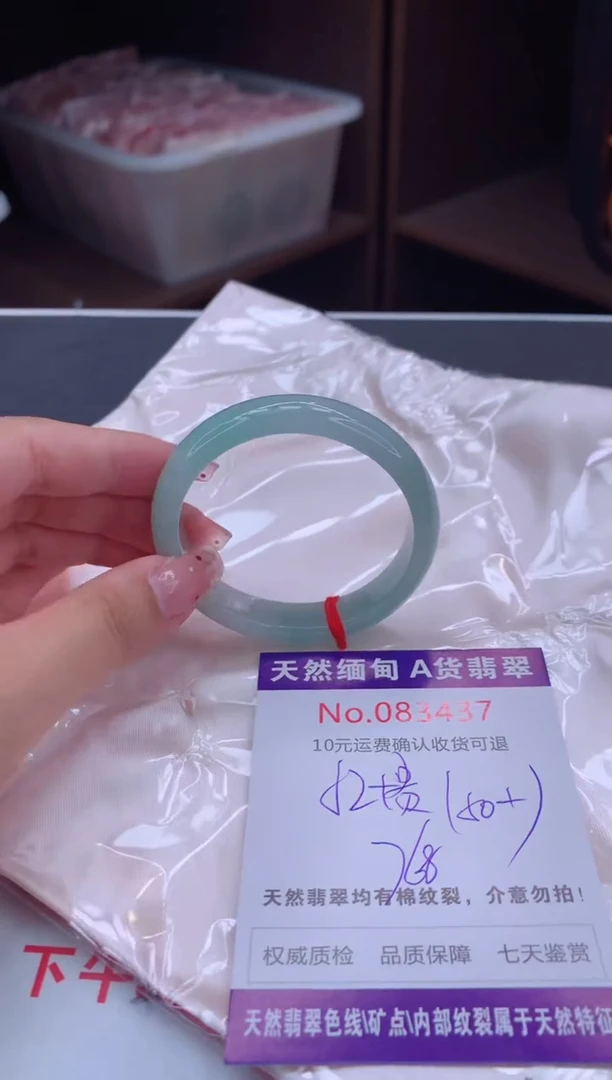 天然缅甸 A货翡翠
No.083437
10元运费确认收货可退
(50+)
768
天然翡翠均有棉纹裂，介意勿拍！
权威质检 品质保障 七天鉴赏
天然翡翠色线\矿点\内部纹裂属于天然特征
下午